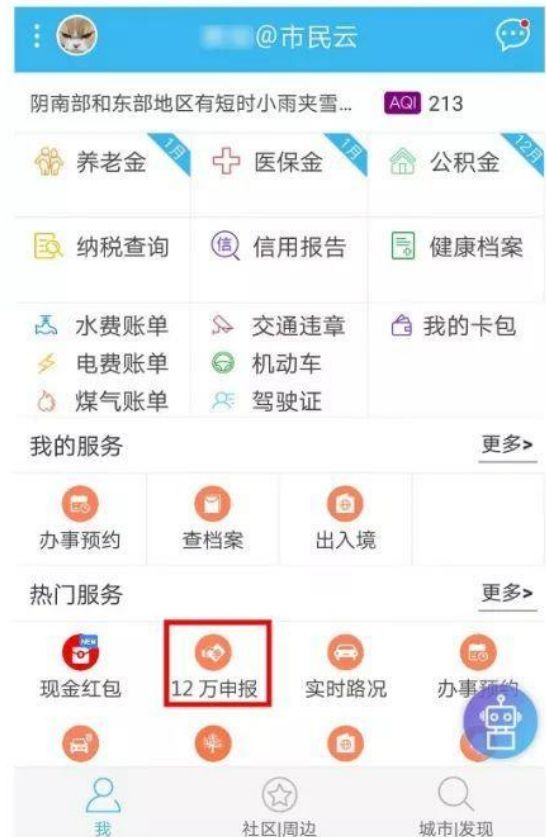 @市民云
阴南部和东部地区有短时小雨夹雪... AQI 213
养老金 1月 医保金 1月 公积金 12月
纳税查询 信 信用报告 健康档案
水费账单 交通违章 我的卡包
电费账单 机动车
煤气账单 驾驶证
我的服务 更多>
办事预约 查档案 出入境
热门服务 更多>
NEW
现金红包 12万申报 实时路况 办事预约
我 社区|周边 城市|发现